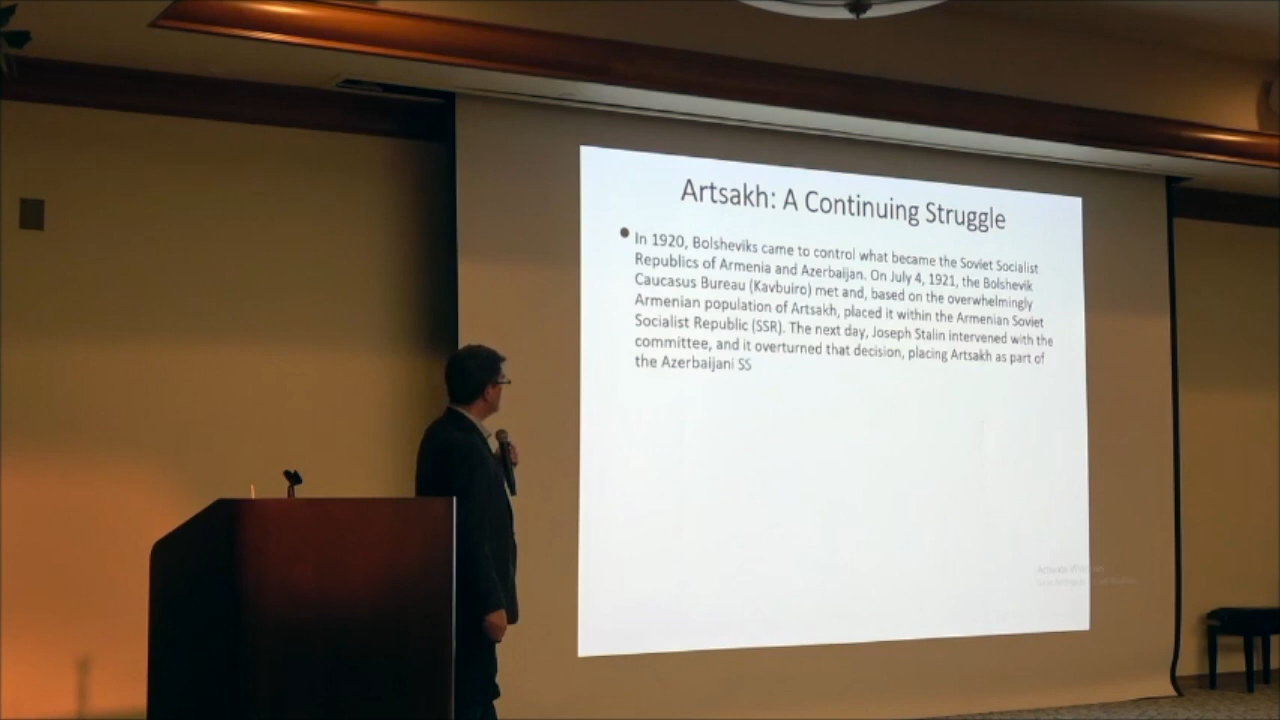 Artsakh: A Continuing Struggle
• In 1920, Bolsheviks came to control what became the Soviet Socialist
Republics of Armenia and Azerbaijan. On July 4, 1921, the Bolshevik
Caucasus Bureau (Kavbuiro) met and, based on the overwhelmingly
Armenian population of Artsakh, placed it within the Armenian Soviet
Socialist Republic (SSR). The next day, Joseph Stalin intervened with the
committee, and it overturned that decision, placing Artsakh as part of
the Azerbaijani SS
Activate